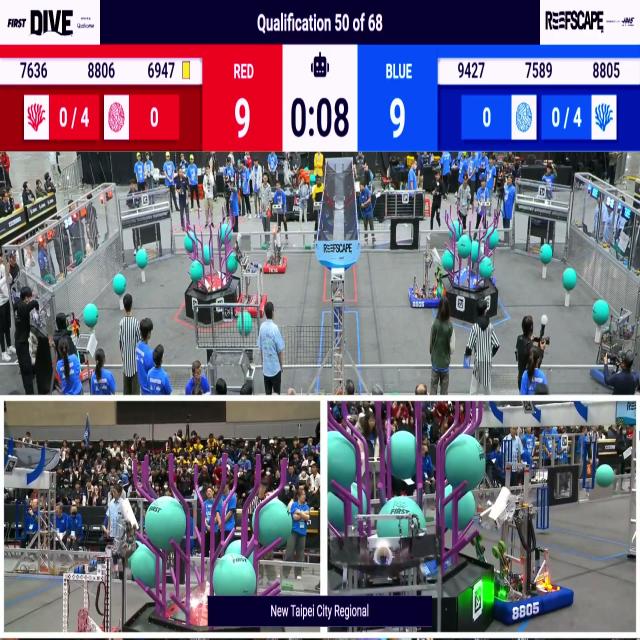 FIRST DIVE Qualcomm
Qualification 50 of 68
REEFSCAPE
7636 8806 6947
RED
BLUE
9427 7589 8805
0 / 4 0
9
0:08
9
0 0 / 4
REEFSCAPE
8805
FIRST
8805
New Taipei City Regional